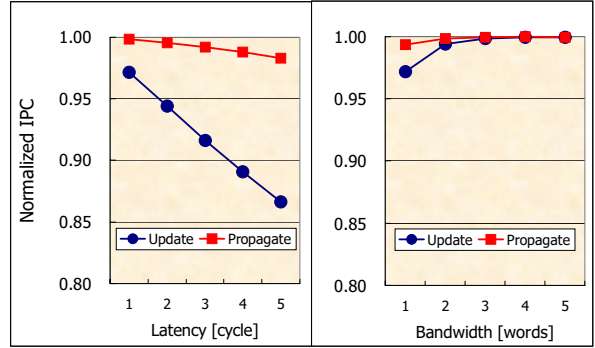 Normalized IPC
1.00
0.95
0.90
0.85
0.80
Update Propagate
1 2 3 4 5
Latency [cycle]
1.00
0.95
0.90
0.85
0.80
Update Propagate
1 2 3 4 5
Bandwidth [words]